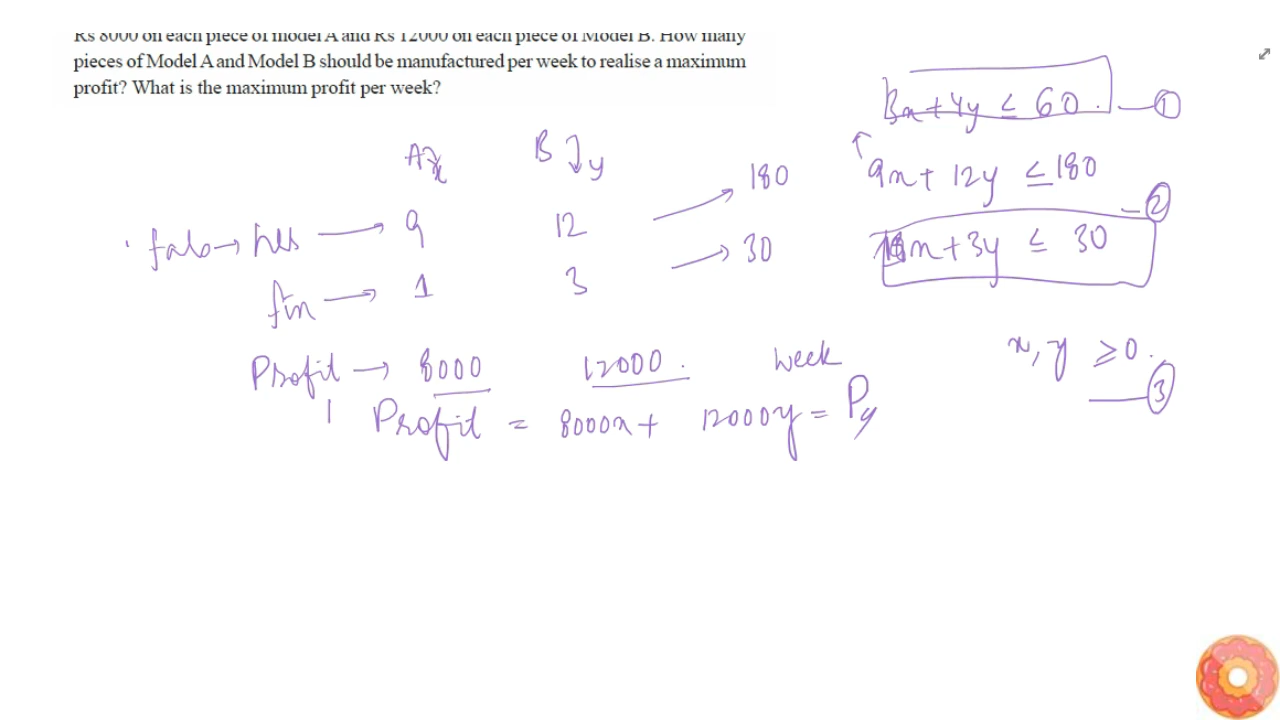 Rs 8000 on each piece of model A and Rs 12000 on each piece of Model B. How many
pieces of Model A and Model B should be manufactured per week to realise a maximum
profit? What is the maximum profit per week?
3x + 4y ≤ 60. — ①
A x B ↓y
9x + 12y ≤ 180
180
fab → hrs → 9 12
— ②
x + 3y ≤ 30
30
fin → 1 3
x, y ≥ 0.
— ③
Profit → 8000 12000. week
Profit = 8000x + 12000y = P